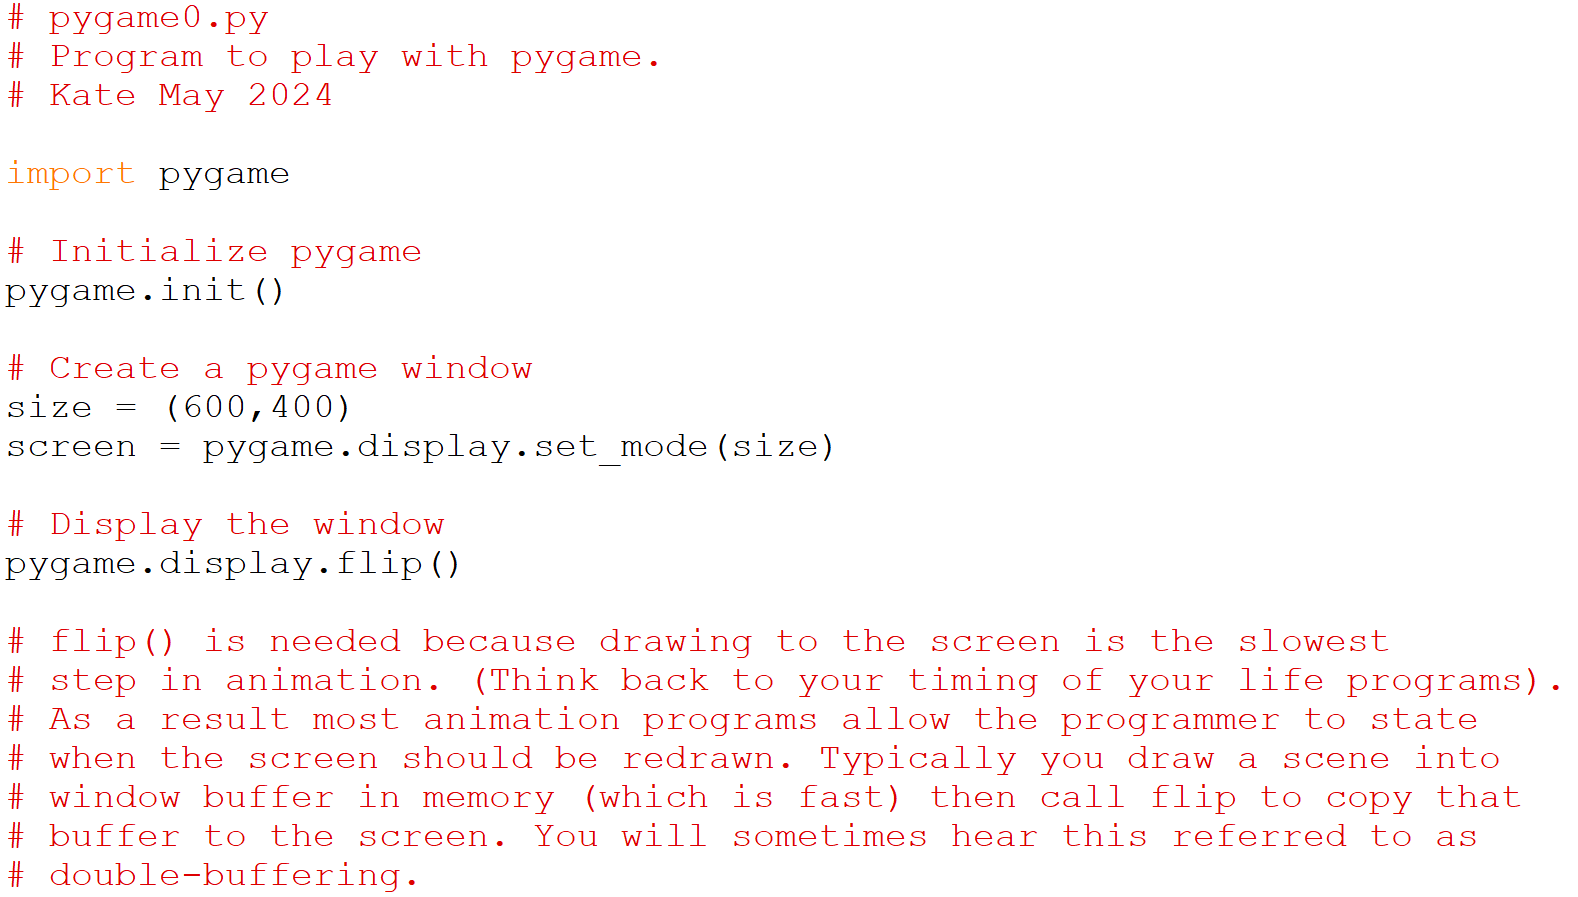 # pygame0.py
# Program to play with pygame.
# Kate May 2024
import pygame
# Initialize pygame
pygame.init()
# Create a pygame window
size = (600,400)
screen = pygame.display.set_mode(size)
# Display the window
pygame.display.flip()
# flip() is needed because drawing to the screen is the slowest
# step in animation. (Think back to your timing of your life programs).
# As a result most animation programs allow the programmer to state
# when the screen should be redrawn. Typically you draw a scene into
# window buffer in memory (which is fast) then call flip to copy that
# buffer to the screen. You will sometimes hear this referred to as
# double-buffering.